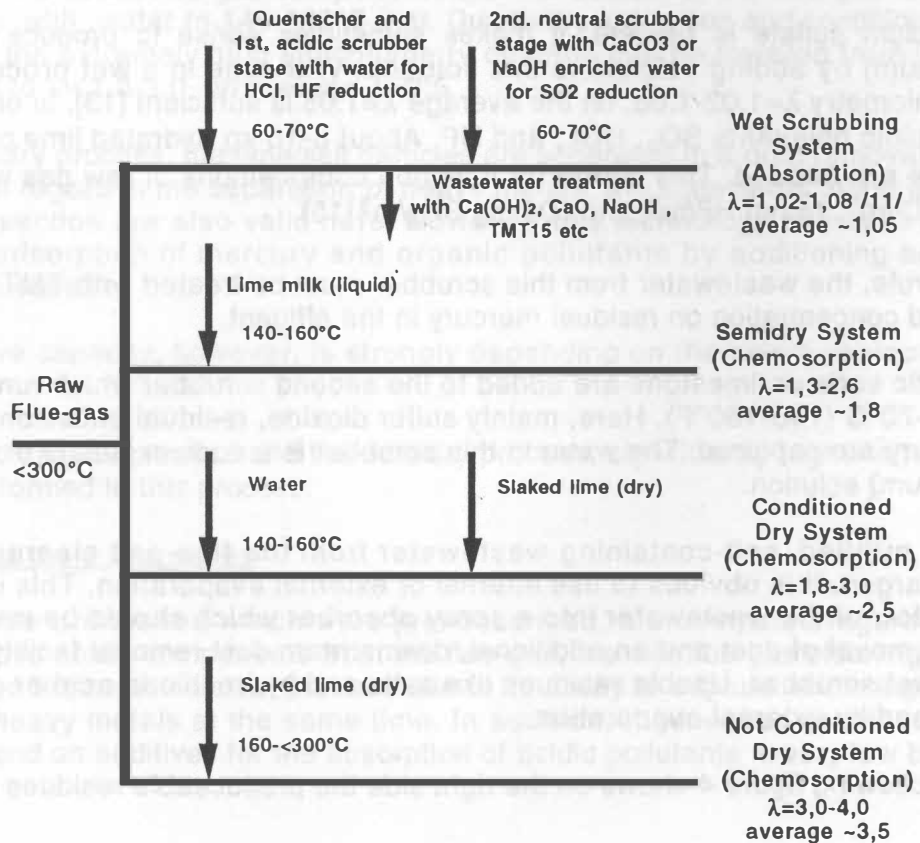 Quentscher and
1st, acidic scrubber
stage with water for
HCl, HF reduction
60-70°C
2nd. neutral scrubber
stage with CaCO3 or
NaOH enriched water
for SO2 reduction
60-70°C
Wet Scrubbing
System
(Absorption)
λ=1,02-1,08 /11/
average ~1,05
Wastewater treatment
with Ca(OH)2, CaO, NaOH,
TMT15 etc
Lime milk (liquid)
140-160°C
Semidry System
(Chemosorption)
λ=1,3-2,6,
average ~1,8
Raw
Flue-gas
<300°C
Water
140-160°C
Slaked lime (dry)
Conditioned
Dry System
(Chemosorption)
λ=1,8-3,0
average ~2,5
Slaked lime (dry)
160-<300°C
Not Conditioned
Dry System
(Chemosorption)
λ=3,0-4,0
average ~3,5